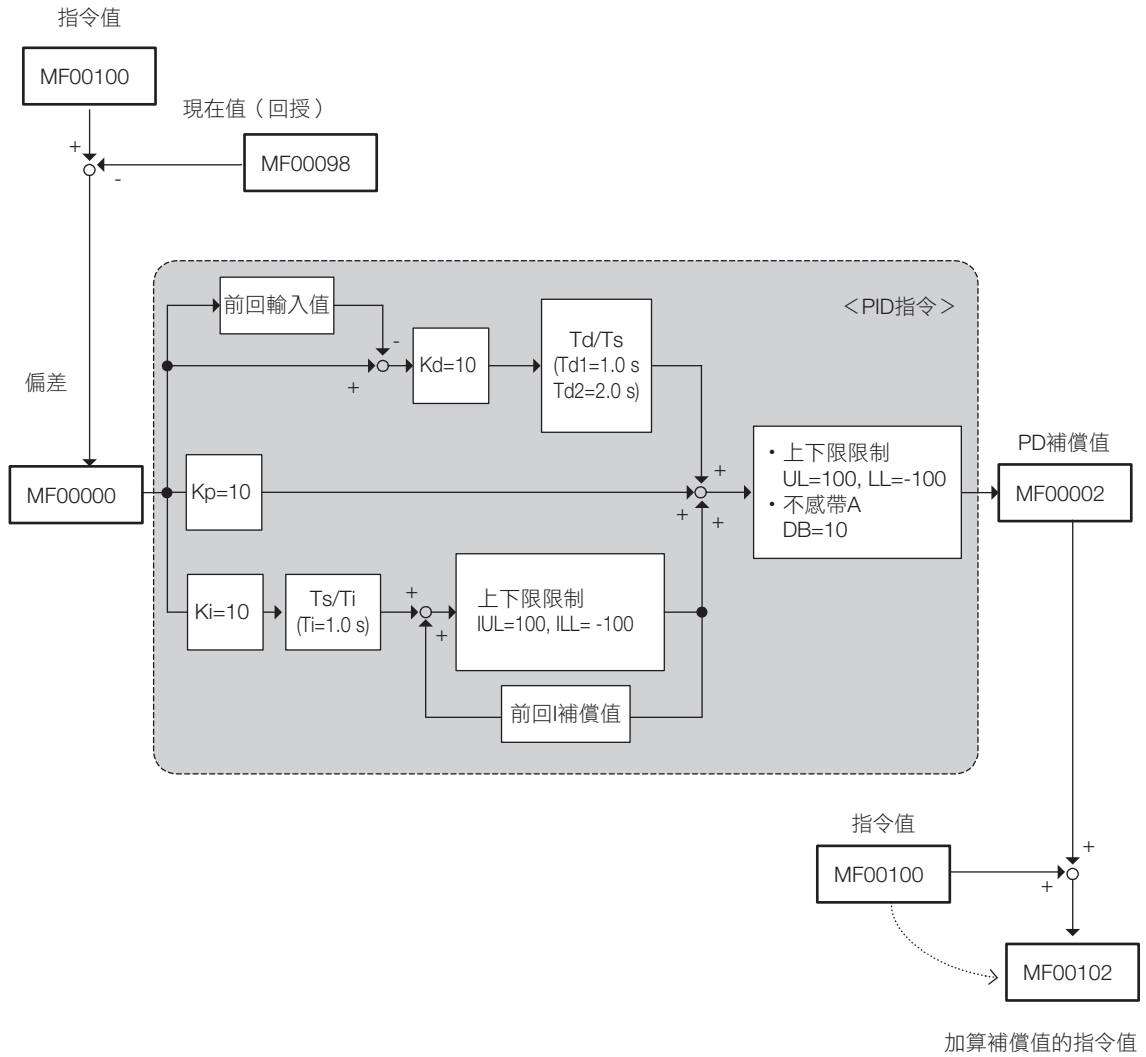 指令值
MF00100
現在值（回授）
+
MF00098
-
前回輸入值
＜PID指令＞
-
+
Kd=10
Td/Ts
(Td1=1.0 s
Td2=2.0 s)
偏差
MF00000
Kp=10
+
+
+
・上下限限制
UL=100, LL=-100
・不感帶A
DB=10
PD補償值
MF00002
Ki=10
Ts/Ti
(Ti=1.0 s)
+
+
上下限限制
IUL=100, ILL= -100
前回I補償值
指令值
MF00100
+
+
MF00102
加算補償值的指令值